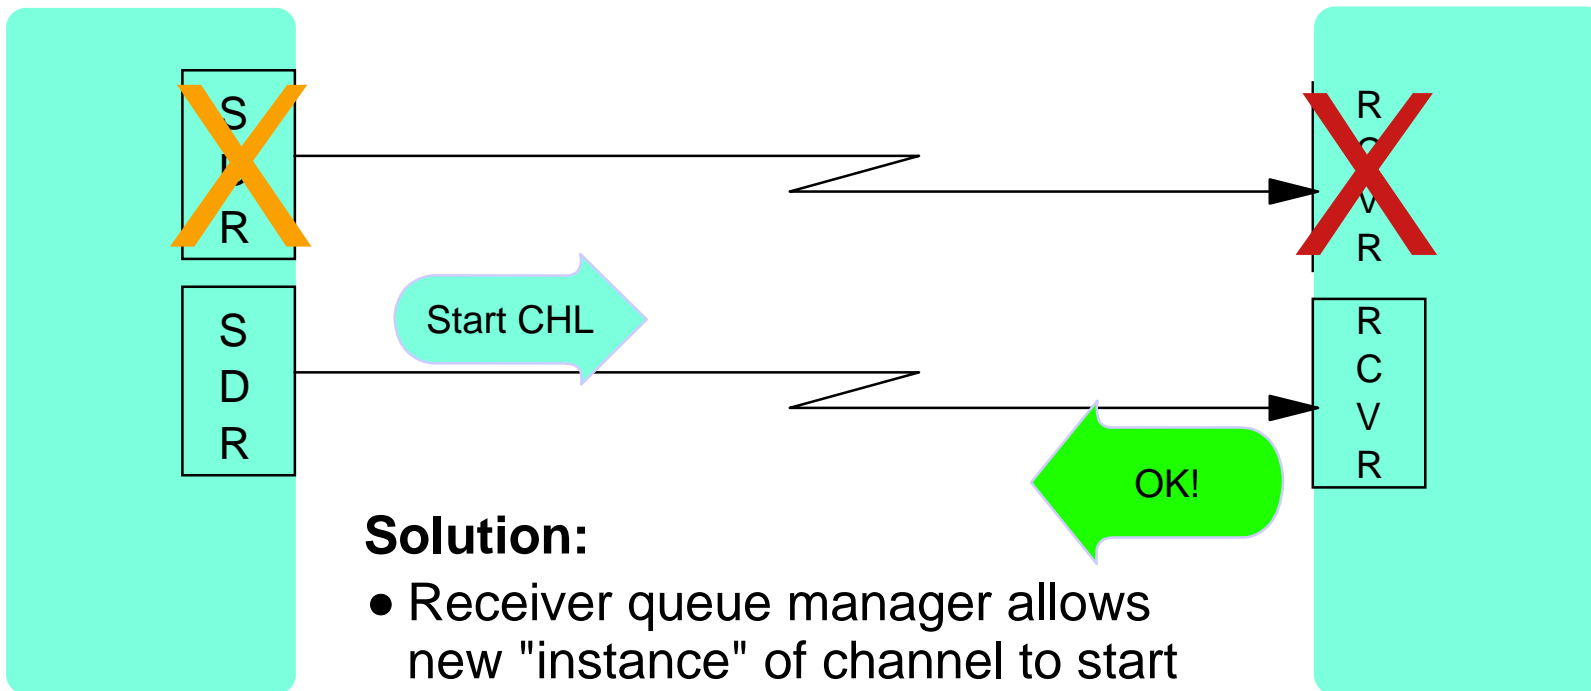 S
D
R
R
C
V
R
Start CHL
S
D
R
R
C
V
R
OK!
Solution:
● Receiver queue manager allows
new "instance" of channel to start